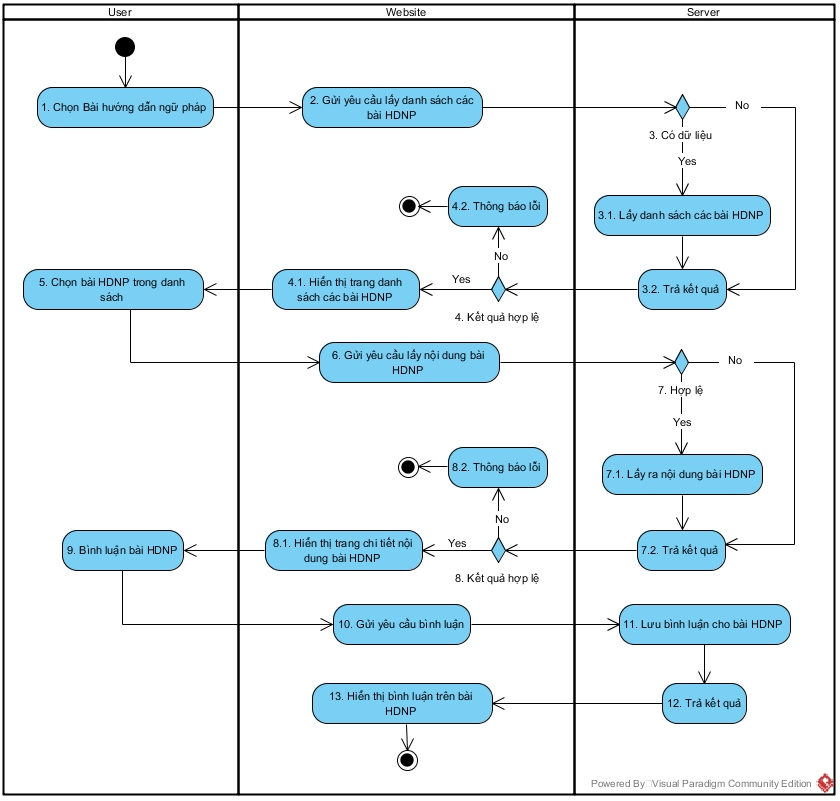 User
Website
Server
1. Chọn Bài hướng dẫn ngữ pháp
2. Gửi yêu cầu lấy danh sách các
bài HDNP
No
3. Có dữ liệu
Yes
4.2. Thông báo lỗi
3.1. Lấy danh sách các bài HDNP
No
5. Chọn bài HDNP trong danh
sách
4.1. Hiển thị trang danh
sách các bài HDNP
Yes
3.2. Trả kết quả
4. Kết quả hợp lệ
6. Gửi yêu cầu lấy nội dung bài
HDNP
No
7. Hợp lệ
Yes
8.2. Thông báo lỗi
7.1. Lấy ra nội dung bài HDNP
No
9. Bình luận bài HDNP
8.1. Hiển thị trang chi tiết nội
dung bài HDNP
Yes
7.2. Trả kết quả
8. Kết quả hợp lệ
10. Gửi yêu cầu bình luận
11. Lưu bình luận cho bài HDNP
13. Hiển thị bình luận trên bài
HDNP
12. Trả kết quả
Powered By Visual Paradigm Community Edition